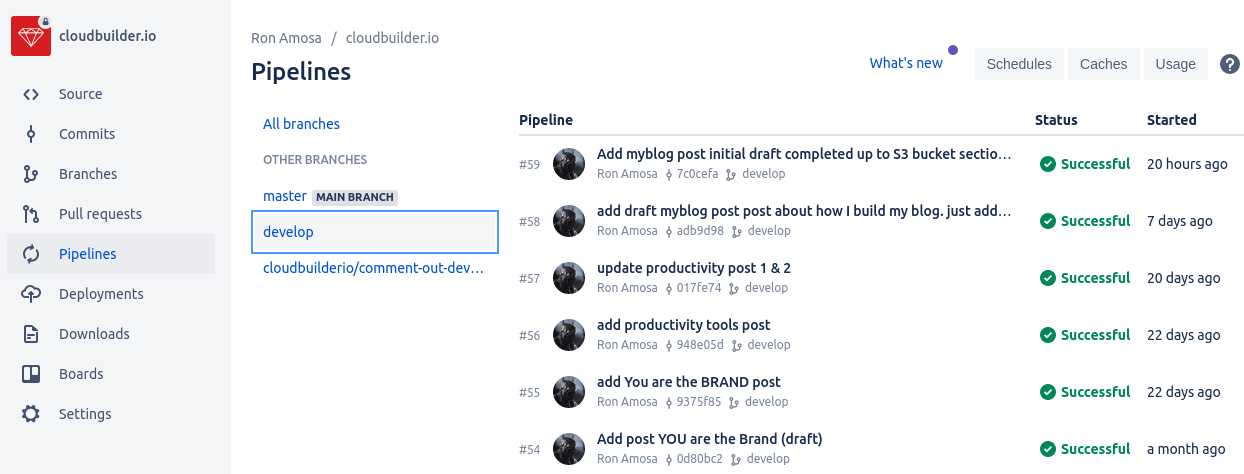 cloudbuilder.io
Source
Commits
Branches
Pull requests
Pipelines
Deployments
Downloads
Boards
Settings
Ron Amosa / cloudbuilder.io
Pipelines
What's new
Schedules
Caches
Usage
?
All branches
OTHER BRANCHES
master MAIN BRANCH
develop
cloudbuilderio/comment-out-dev...
Pipeline Status Started
#59 Add myblog post initial draft completed up to S3 bucket sectio... Successful 20 hours ago
Ron Amosa 7c0cefa develop
#58 add draft myblog post post about how I build my blog. just add... Successful 7 days ago
Ron Amosa adb9d98 develop
#57 update productivity post 1 & 2 Successful 20 days ago
Ron Amosa 017fe74 develop
#56 add productivity tools post Successful 22 days ago
Ron Amosa 948e05d develop
#55 add You are the BRAND post Successful 22 days ago
Ron Amosa 9375f85 develop
#54 Add post YOU are the Brand (draft) Successful a month ago
Ron Amosa 0d80bc2 develop